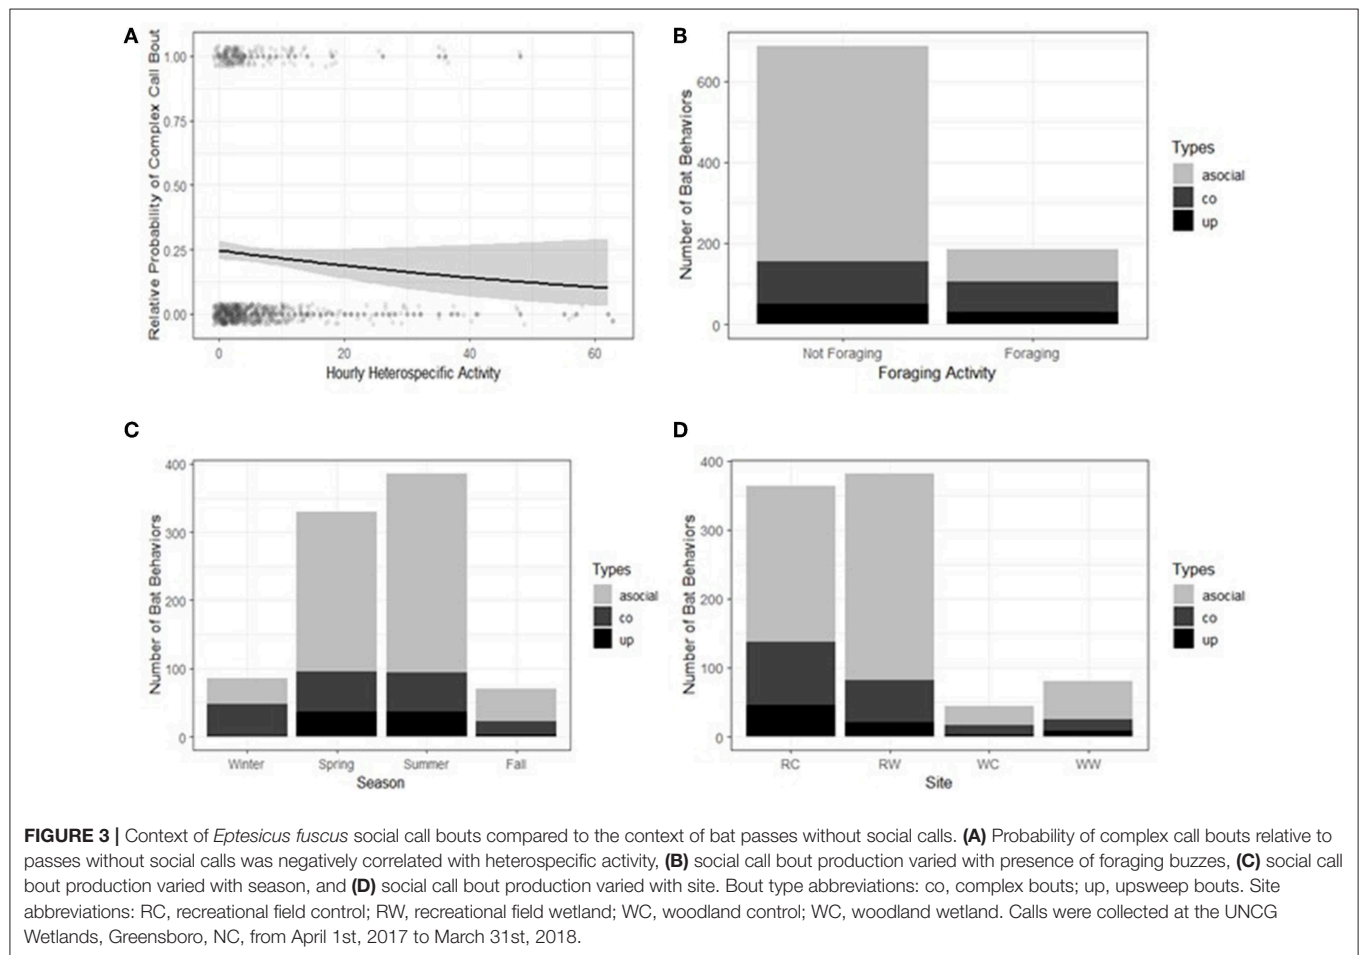 A
Relative Probability of Complex Call Bout
1.00
0.75
0.50
0.25
0.00
0 20 40 60
Hourly Heterospecific Activity
B
Number of Bat Behaviors
600
400
200
0
Not Foraging Foraging
Foraging Activity
Types
asocial
co
up
C
Number of Bat Behaviors
400
300
200
100
0
Winter Spring Summer Fall
Season
Types
asocial
co
up
D
Number of Bat Behaviors
400
300
200
100
0
RC RW WC WW
Site
Types
asocial
co
up
FIGURE 3 | Context of Eptesicus fuscus social call bouts compared to the context of bat passes without social calls. (A) Probability of complex call bouts relative to
passes without social calls was negatively correlated with heterospecific activity, (B) social call bout production varied with presence of foraging buzzes, (C) social call
bout production varied with season, and (D) social call bout production varied with site. Bout type abbreviations: co, complex bouts; up, upsweep bouts. Site
abbreviations: RC, recreational field control; RW, recreational field wetland; WC, woodland control; WC, woodland wetland. Calls were collected at the UNCG
Wetlands, Greensboro, NC, from April 1st, 2017 to March 31st, 2018.